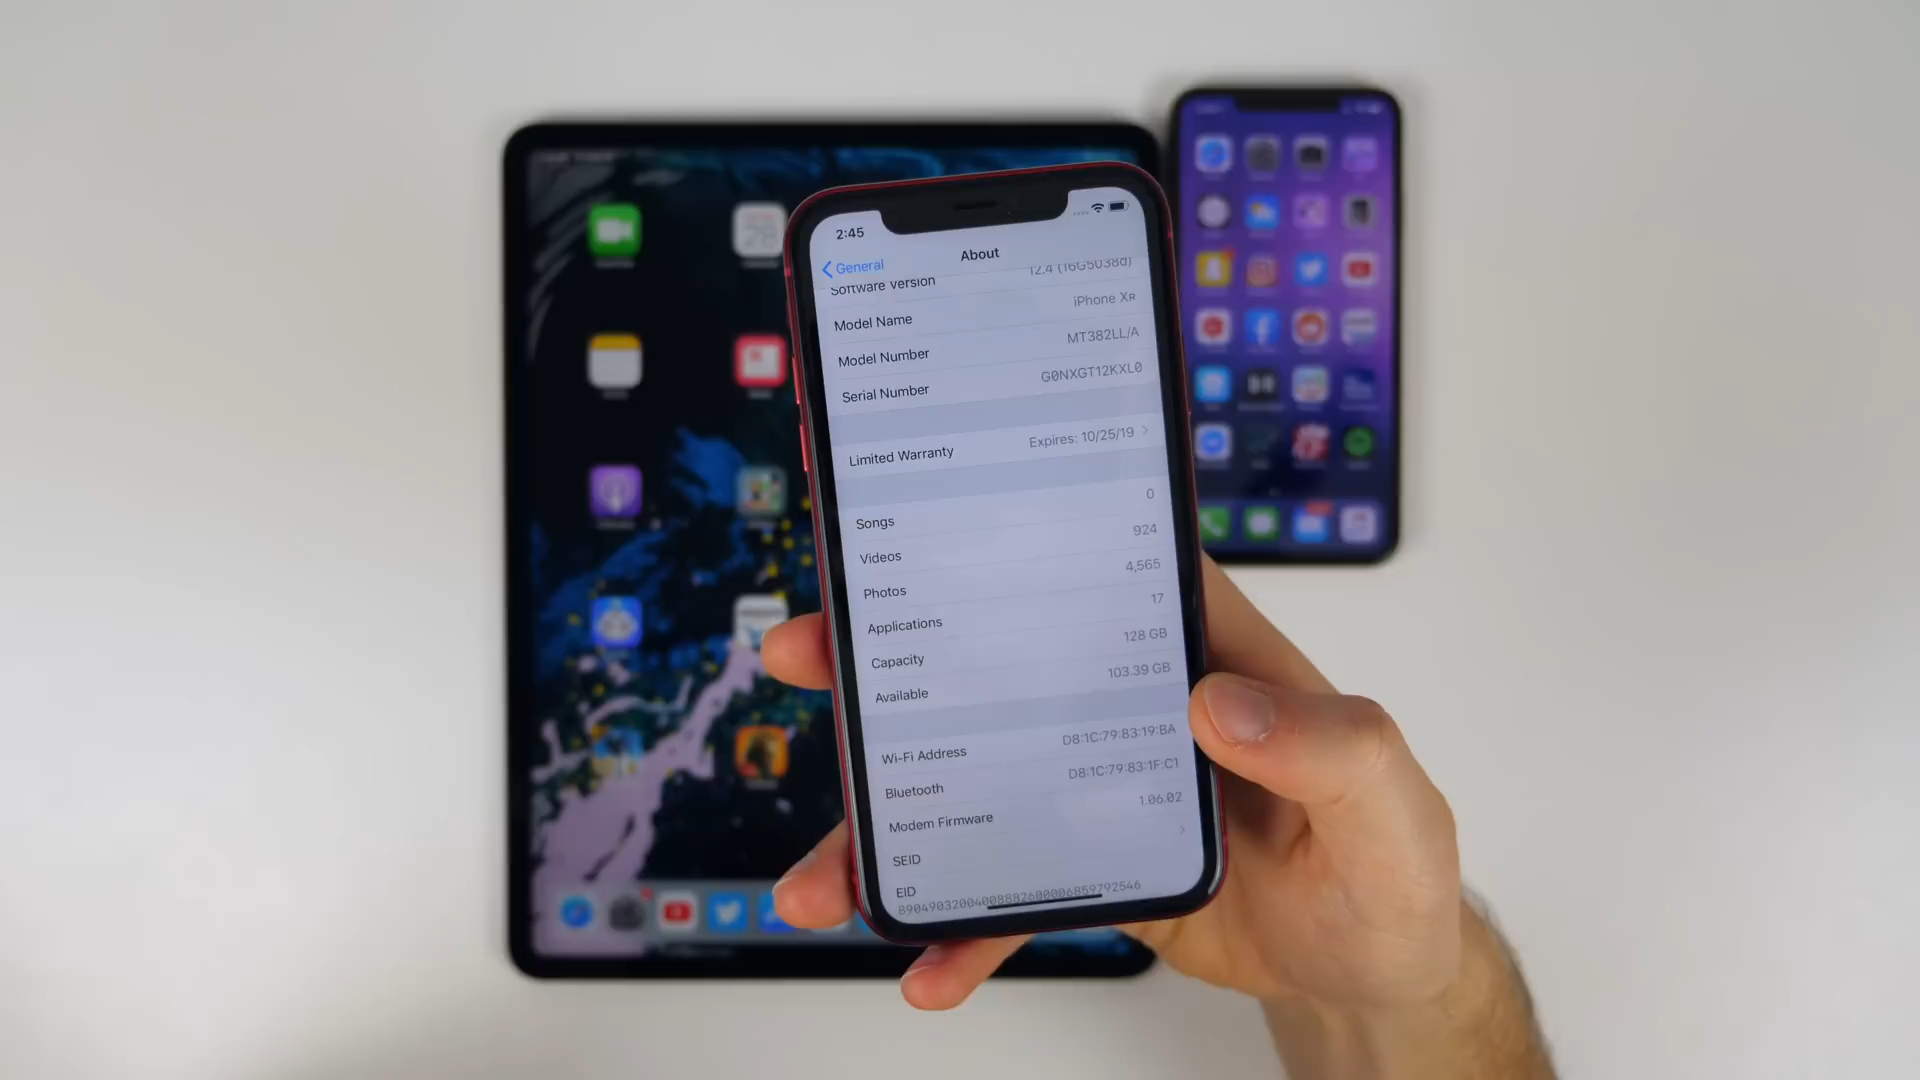 2:45
General
About
Software Version 12.4 (16G5038d)
Model Name iPhone XR
Model Number MT382LL/A
Serial Number G0NXGT12KXL0
Limited Warranty Expires: 10/25/19
Songs 0
Videos 924
Photos 4,565
Applications 17
Capacity 128 GB
Available 103.39 GB
Wi-Fi Address D8:1C:79:83:19:BA
Bluetooth D8:1C:79:83:1F:C1
Modem Firmware 1.06.02
SEID
EID
89049032004008882600006859792546